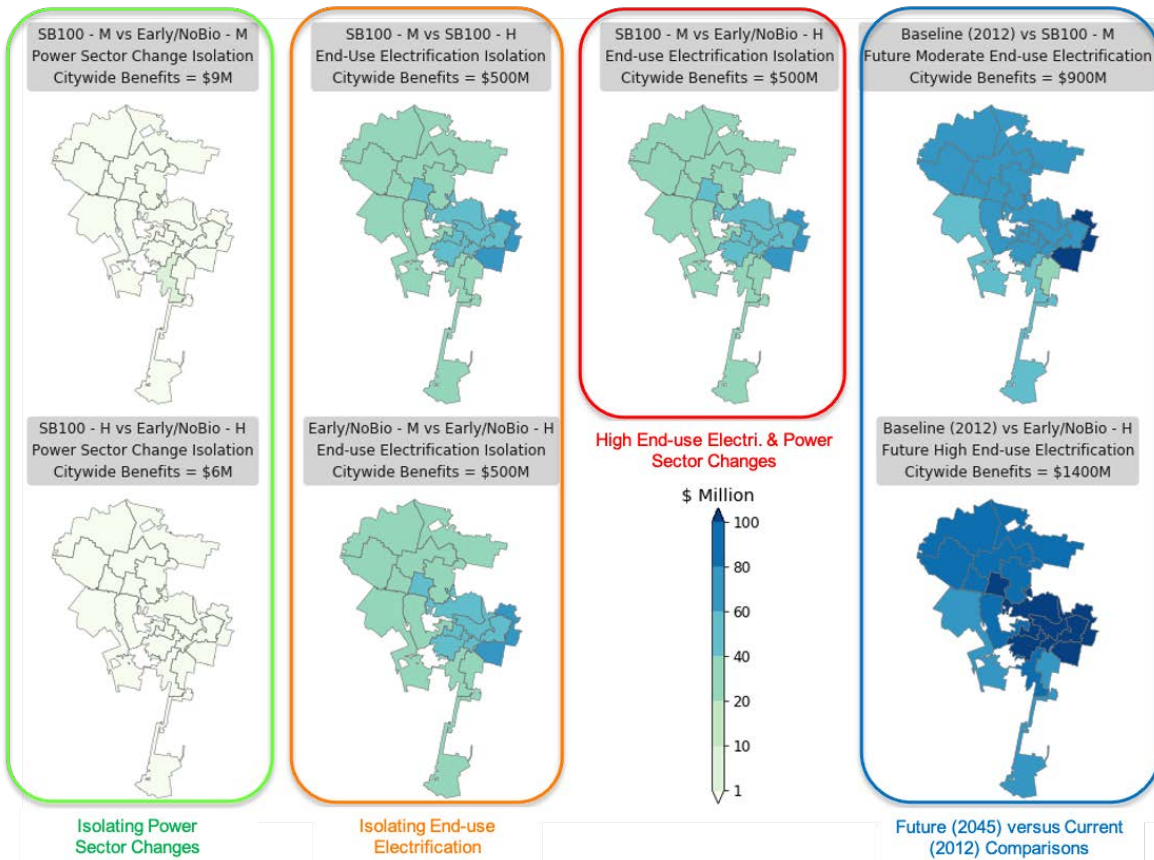 SB100 - M vs Early/NoBio - M
Power Sector Change Isolation
Citywide Benefits = $9M
SB100 - H vs Early/NoBio - H
Power Sector Change Isolation
Citywide Benefits = $6M
Isolating Power
Sector Changes
SB100 - M vs SB100 - H
End-Use Electrification Isolation
Citywide Benefits = $500M
Early/NoBio - M vs Early/NoBio - H
End-use Electrification Isolation
Citywide Benefits = $500M
Isolating End-use
Electrification
SB100 - M vs Early/NoBio - H
End-use Electrification Isolation
Citywide Benefits = $500M
High End-use Electri. & Power
Sector Changes
$ Million
100
80
60
40
20
10
1
Baseline (2012) vs SB100 - M
Future Moderate End-use Electrification
Citywide Benefits = $900M
Baseline (2012) vs Early/NoBio - H
Future High End-use Electrification
Citywide Benefits = $1400M
Future (2045) versus Current
(2012) Comparisons